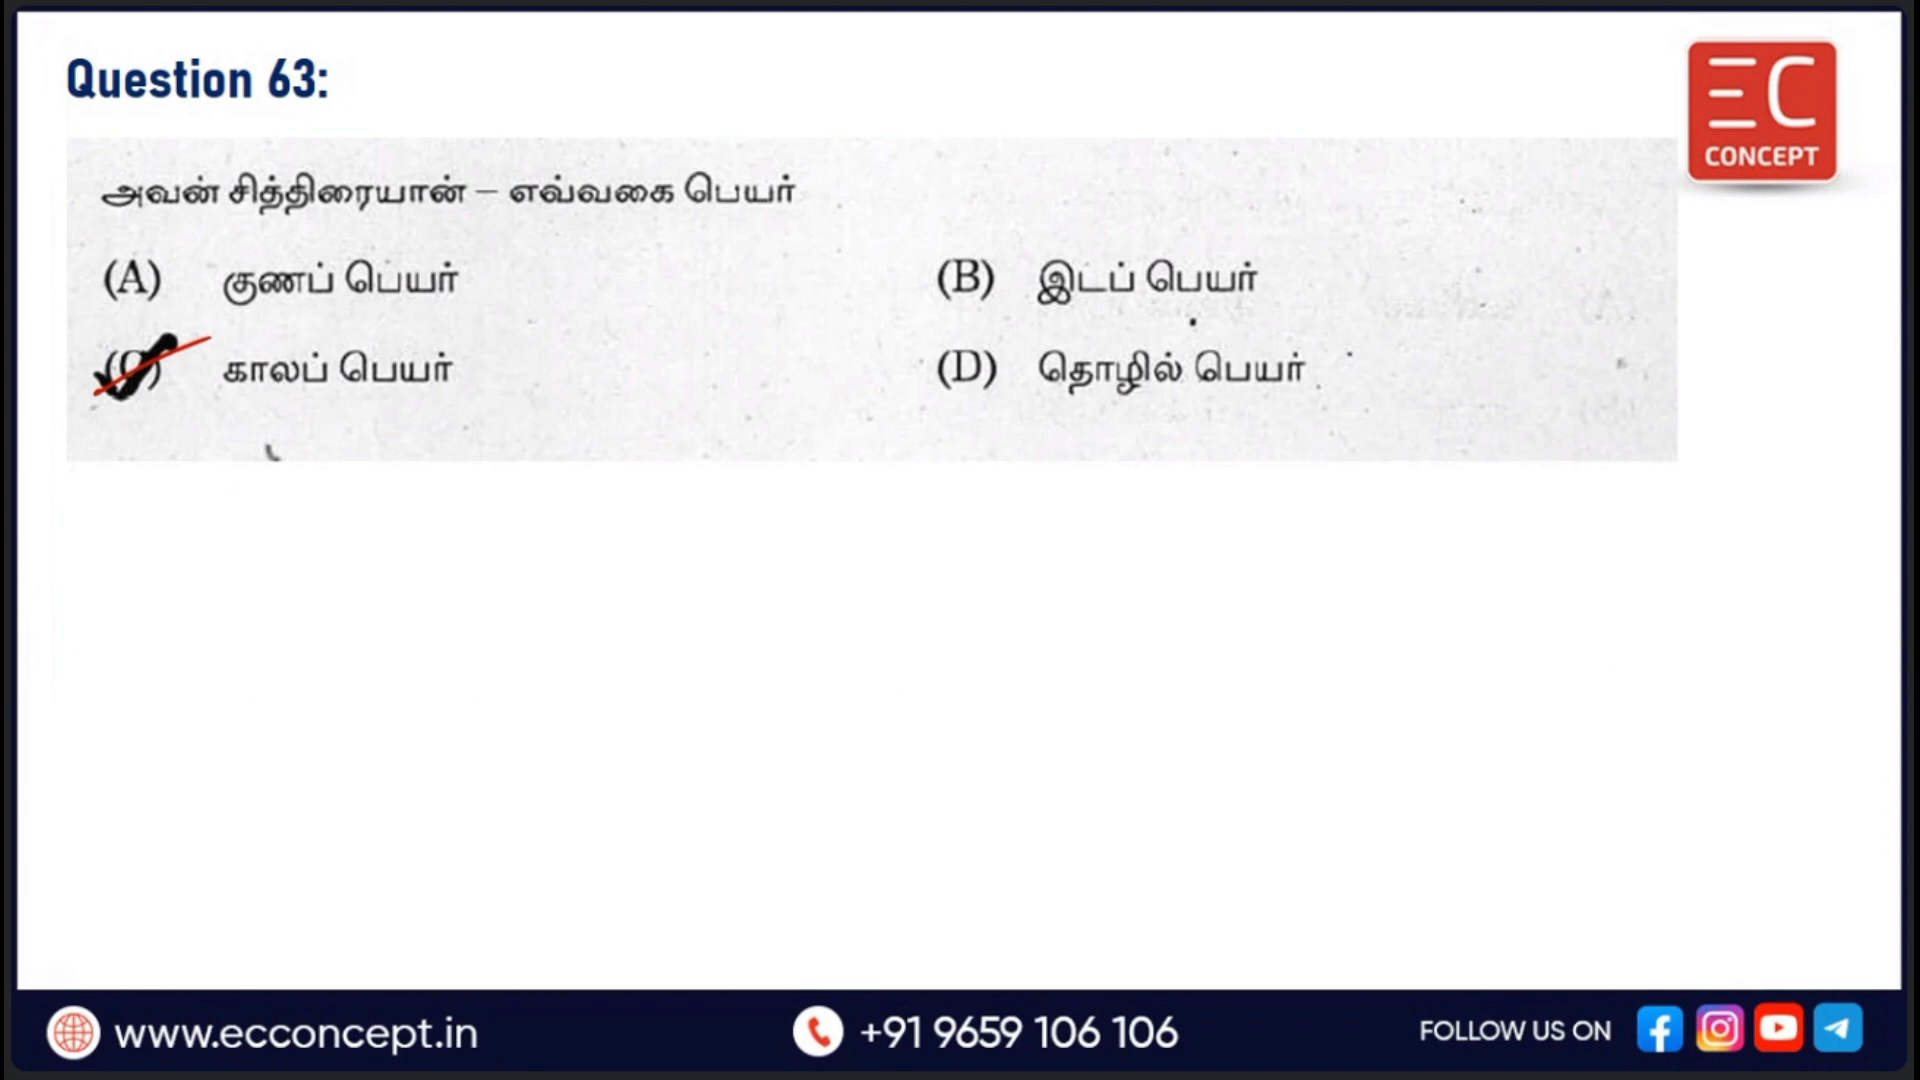 Question 63:
EC
CONCEPT
அவன் சித்திரையான் – எவ்வகை பெயர்
(A) குணப் பெயர்
(B) இடப் பெயர்
(C) காலப் பெயர்
(D) தொழில் பெயர்
www.ecconcept.in
+91 9659 106 106
FOLLOW US ON